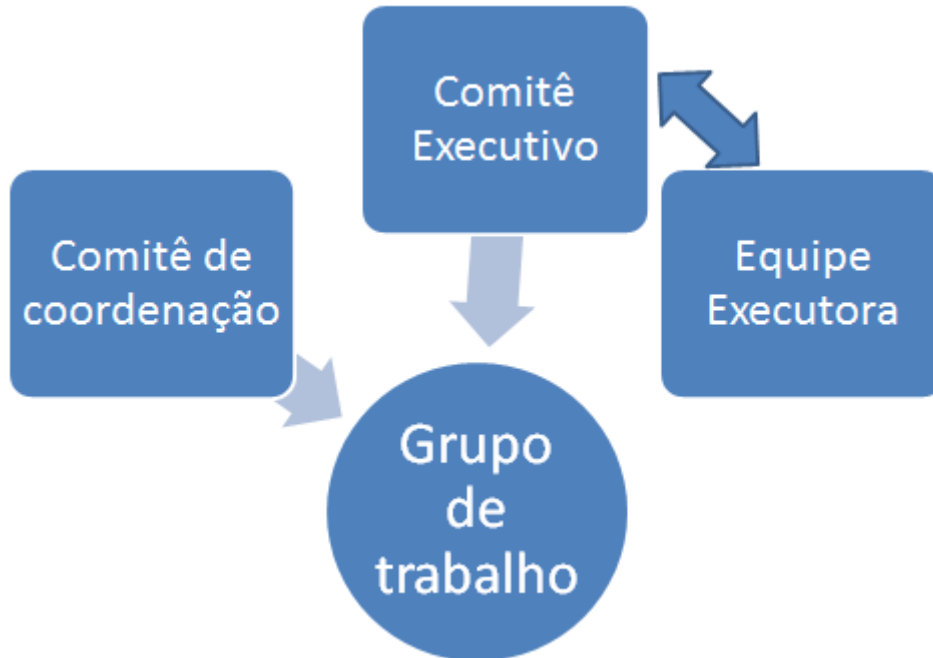 Comitê
Executivo
Comitê de
coordenação
Equipe
Executora
Grupo
de
trabalho